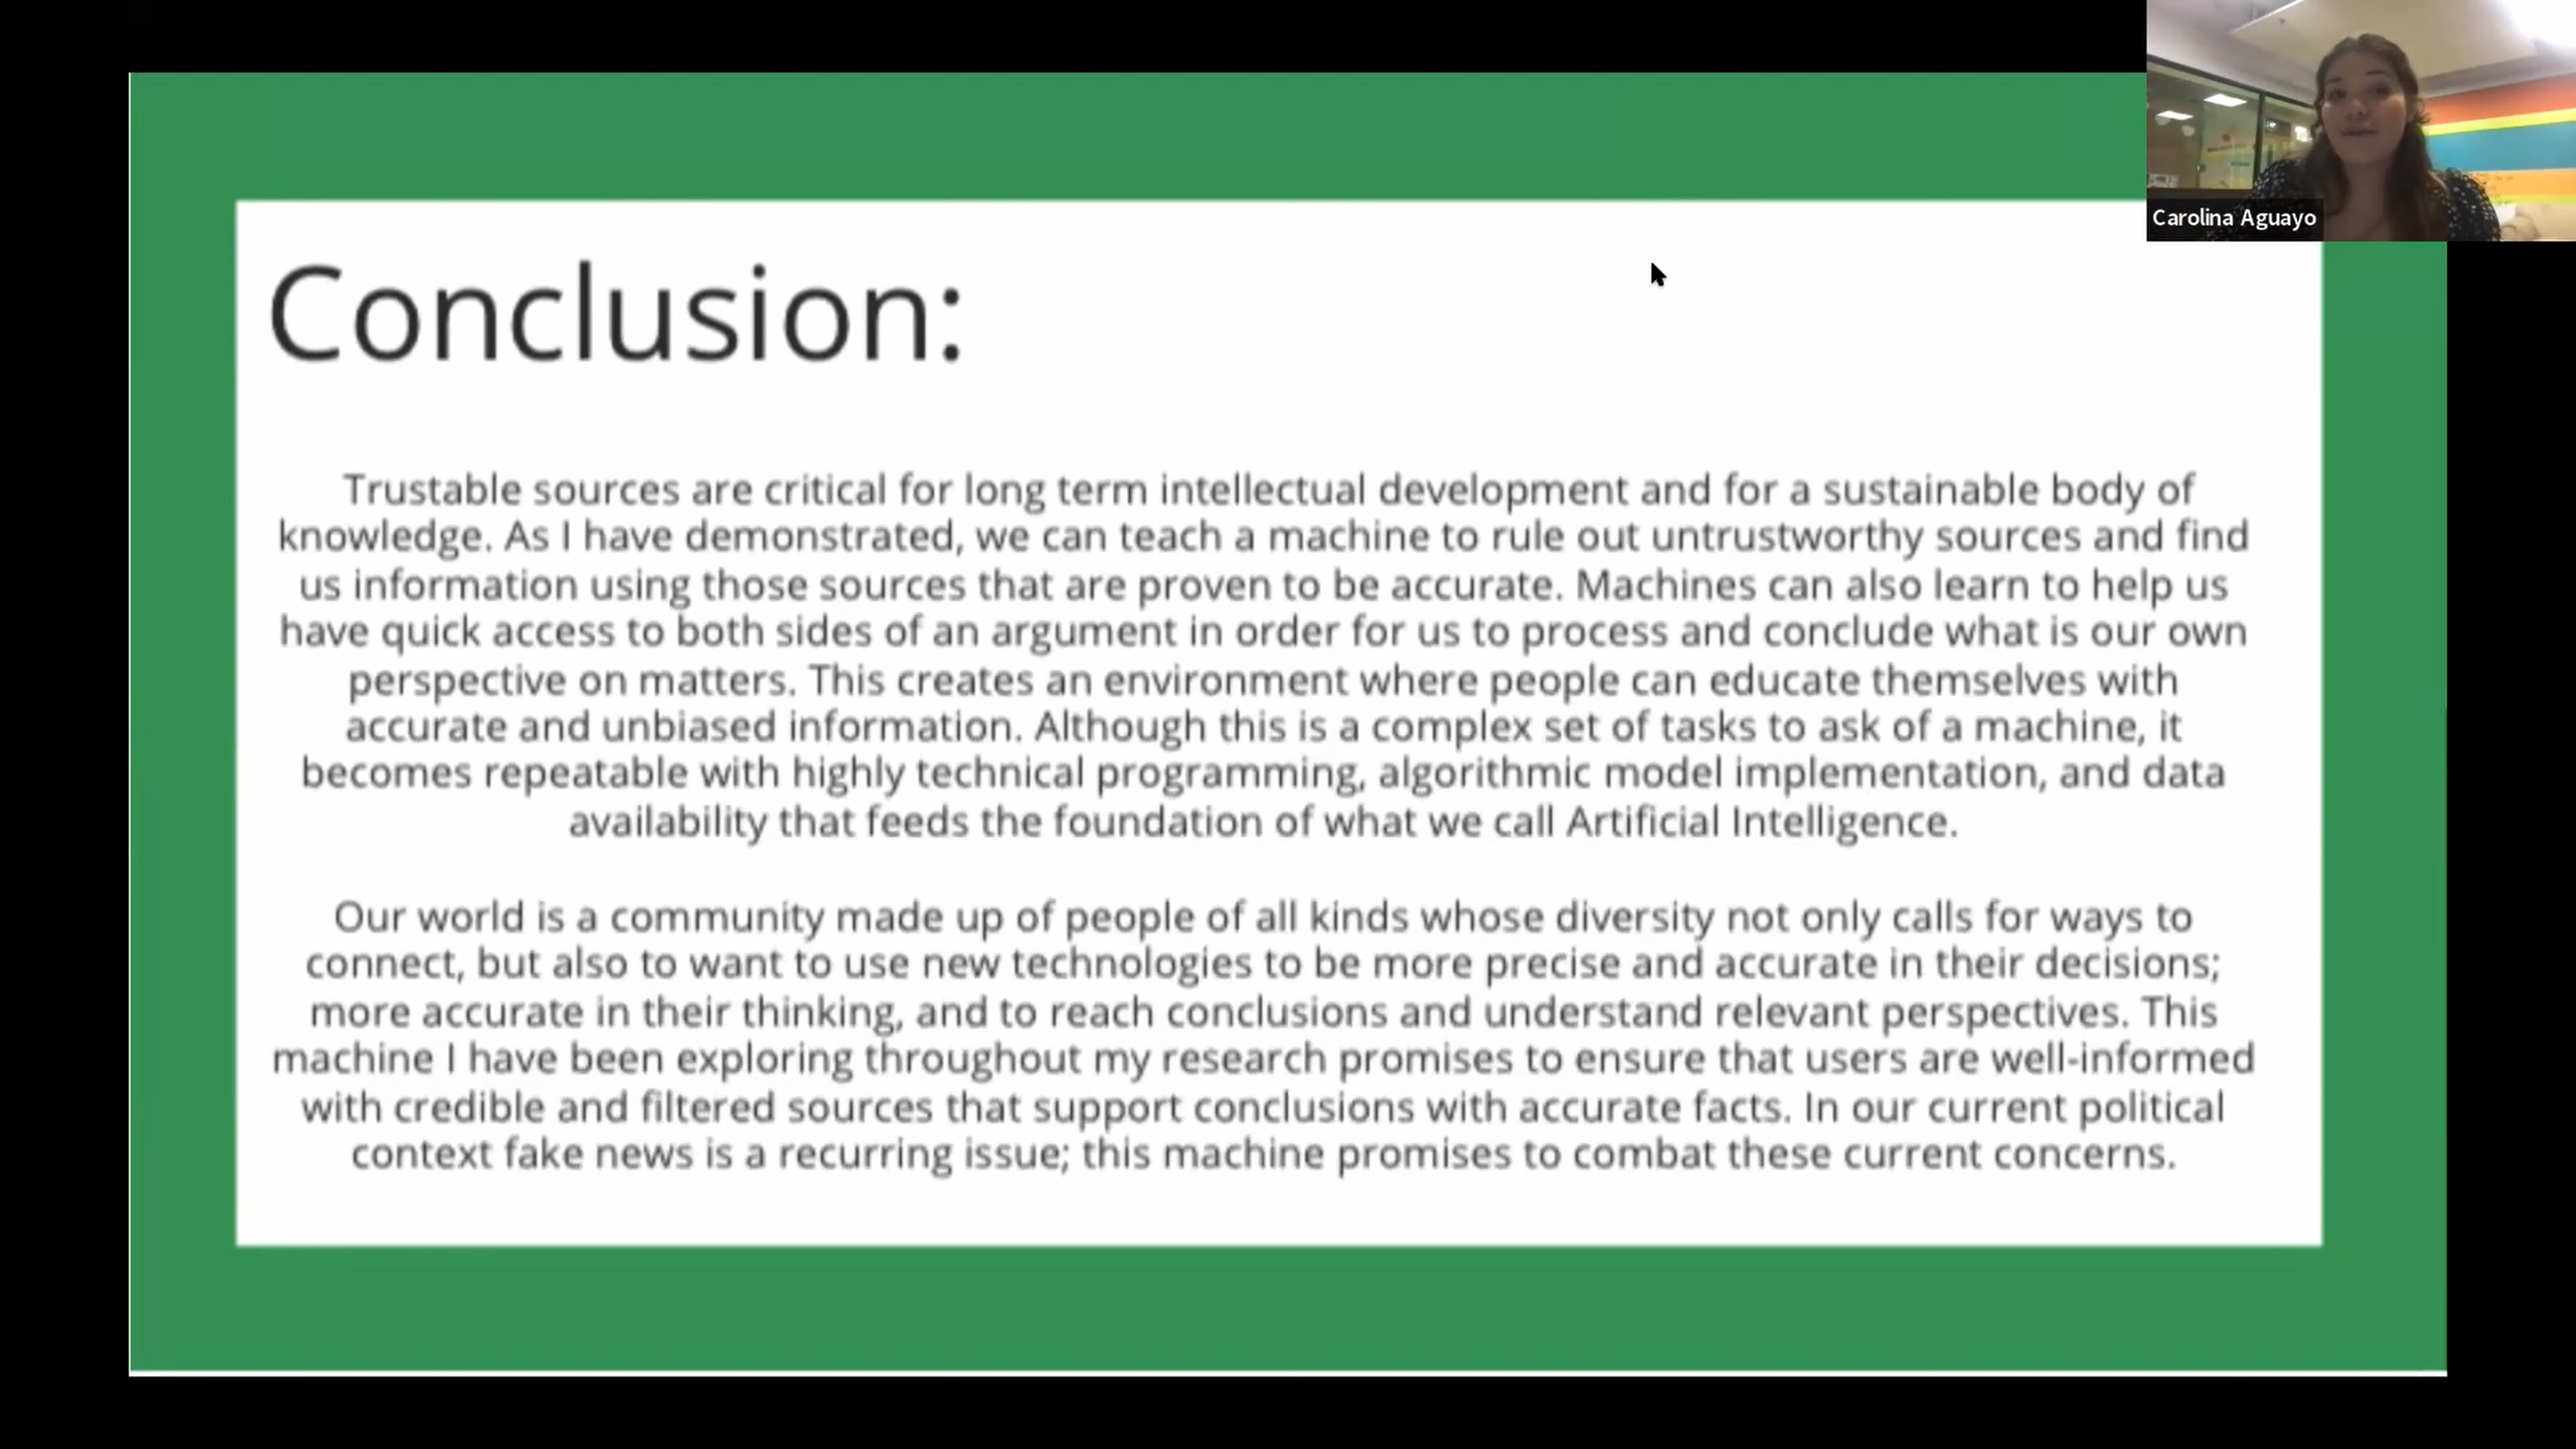 Carolina Aguayo
Conclusion:
Trustable sources are critical for long term intellectual development and for a sustainable body of
knowledge. As I have demonstrated, we can teach a machine to rule out untrustworthy sources and find
us information using those sources that are proven to be accurate. Machines can also learn to help us
have quick access to both sides of an argument in order for us to process and conclude what is our own
perspective on matters. This creates an environment where people can educate themselves with
accurate and unbiased information. Although this is a complex set of tasks to ask of a machine, it
becomes repeatable with highly technical programming, algorithmic model implementation, and data
availability that feeds the foundation of what we call Artificial Intelligence.
Our world is a community made up of people of all kinds whose diversity not only calls for ways to
connect, but also to want to use new technologies to be more precise and accurate in their decisions;
more accurate in their thinking, and to reach conclusions and understand relevant perspectives. This
machine I have been exploring throughout my research promises to ensure that users are well-informed
with credible and filtered sources that support conclusions with accurate facts. In our current political
context fake news is a recurring issue; this machine promises to combat these current concerns.